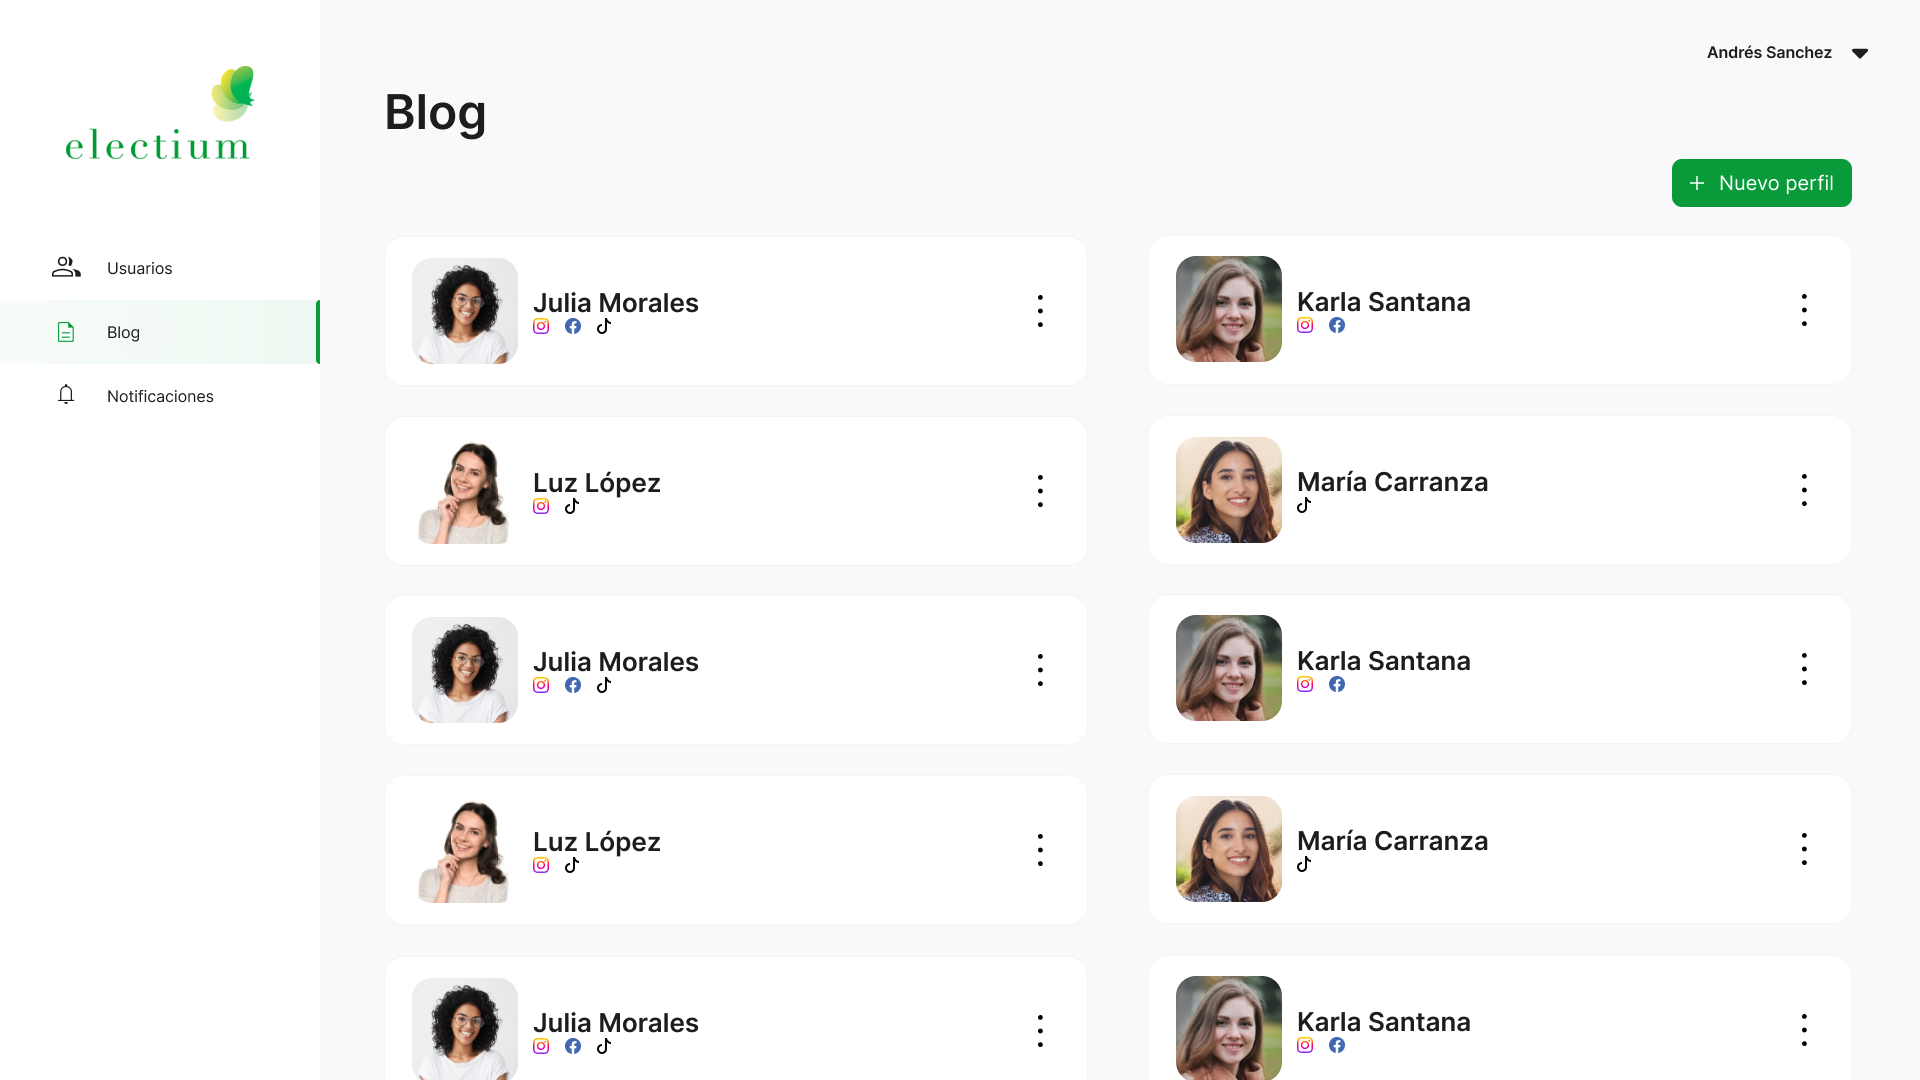 electium
Usuarios
Blog
Notificaciones
Andrés Sanchez
Blog
+ Nuevo perfil
Julia Morales
Karla Santana
Luz López
María Carranza
Julia Morales
Karla Santana
Luz López
María Carranza
Julia Morales
Karla Santana